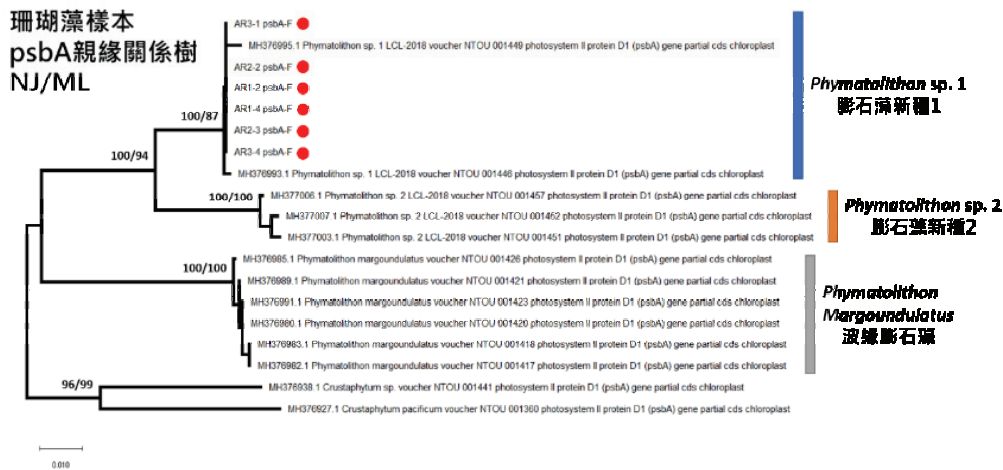 珊瑚藻樣本
psbA親緣關係樹
NJ/ML
AR3-1 psbA-F
MH376995.1 Phymatolithon sp. 1 LCL-2018 voucher NTOU 001449 photosystem II protein D1 (psbA) gene partial cds chloroplast
AR2-2 psbA-F
AR1-2 psbA-F
AR1-4 psbA-F
AR2-3 psbA-F
AR3-4 psbA-F
MH376993.1 Phymatolithon sp. 1 LCL-2018 voucher NTOU 001446 photosystem II protein D1 (psbA) gene partial cds chloroplast
100/87
100/94
Phymatolithon sp. 1
膨石藻新種1
MH377006.1 Phymatolithon sp. 2 LCL-2018 voucher NTOU 001457 photosystem II protein D1 (psbA) gene partial cds chloroplast
MH377007.1 Phymatolithon sp. 2 LCL-2018 voucher NTOU 001462 photosystem II protein D1 (psbA) gene partial cds chloroplast
MH377003.1 Phymatolithon sp. 2 LCL-2018 voucher NTOU 001451 photosystem II protein D1 (psbA) gene partial cds chloroplast
100/100
Phymatolithon sp. 2
膨石藻新種2
MH376985.1 Phymatolithon margoundulatus voucher NTOU 001426 photosystem II protein D1 (psbA) gene partial cds chloroplast
MH376989.1 Phymatolithon margoundulatus voucher NTOU 001421 photosystem II protein D1 (psbA) gene partial cds chloroplast
MH376991.1 Phymatolithon margoundulatus voucher NTOU 001423 photosystem II protein D1 (psbA) gene partial cds chloroplast
MH376980.1 Phymatolithon margoundulatus voucher NTOU 001420 photosystem II protein D1 (psbA) gene partial cds chloroplast
MH376983.1 Phymatolithon margoundulatus voucher NTOU 001418 photosystem II protein D1 (psbA) gene partial cds chloroplast
MH376982.1 Phymatolithon margoundulatus voucher NTOU 001417 photosystem II protein D1 (psbA) gene partial cds chloroplast
100/100
Phymatolithon
Margoundulatus
波緣膨石藻
96/99
MH376938.1 Crustaphytum sp. voucher NTOU 001441 photosystem II protein D1 (psbA) gene partial cds chloroplast
MH376927.1 Crustaphytum pacificum voucher NTOU 001360 photosystem II protein D1 (psbA) gene partial cds chloroplast
0.010